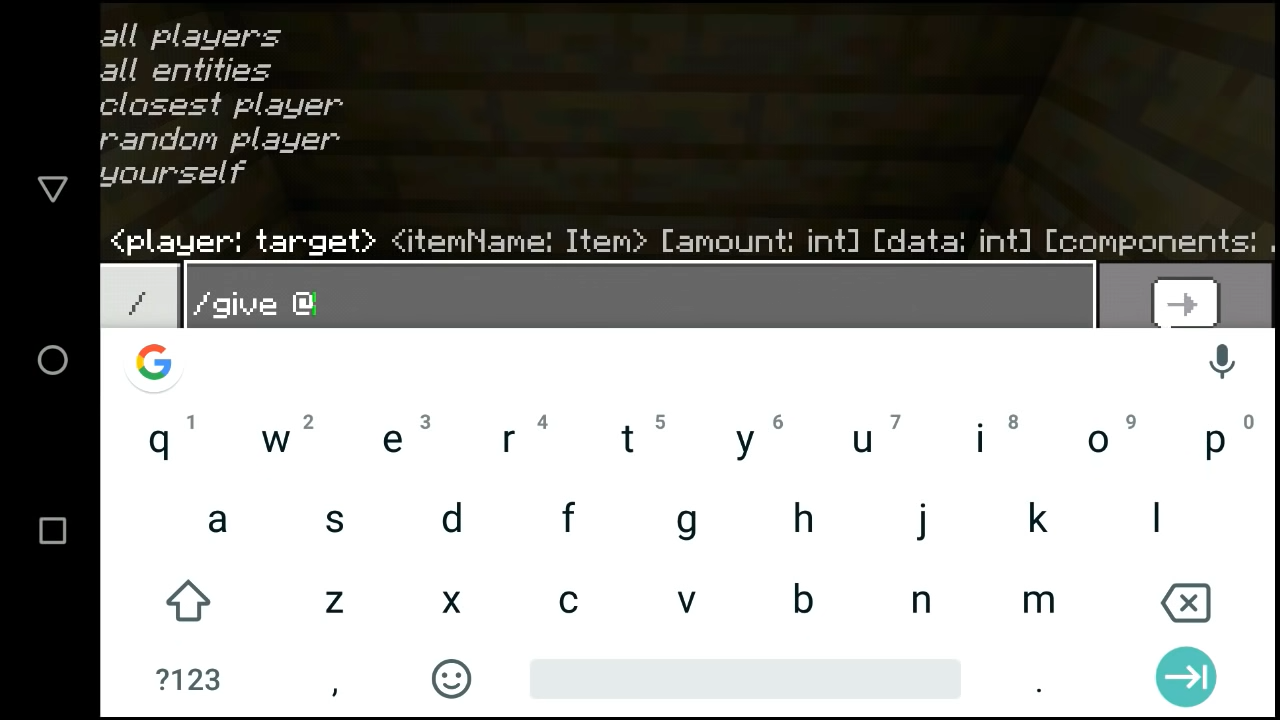 all players
all entities
closest player
random player
yourself
<player: target> <itemName: Item> [amount: int] [data: int] [components: .
/ /give @
G
q 1 w 2 e 3 r 4 t 5 y 6 u 7 i 8 o 9 p 0
a s d f g h j k l
z x c v b n m
?123 , .